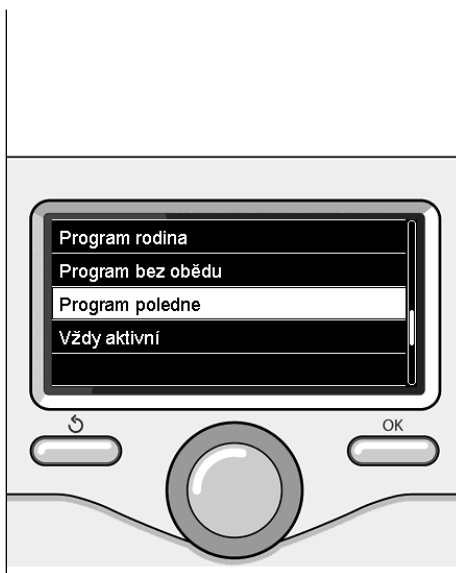 Program rodina
Program bez obědu
Program poledne
Vždy aktivní
OK